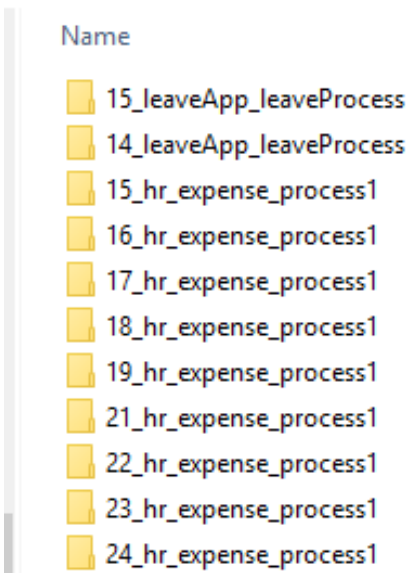 Name
15_leaveApp_leaveProcess
14_leaveApp_leaveProcess
15_hr_expense_process1
16_hr_expense_process1
17_hr_expense_process1
18_hr_expense_process1
19_hr_expense_process1
21_hr_expense_process1
22_hr_expense_process1
23_hr_expense_process1
24_hr_expense_process1